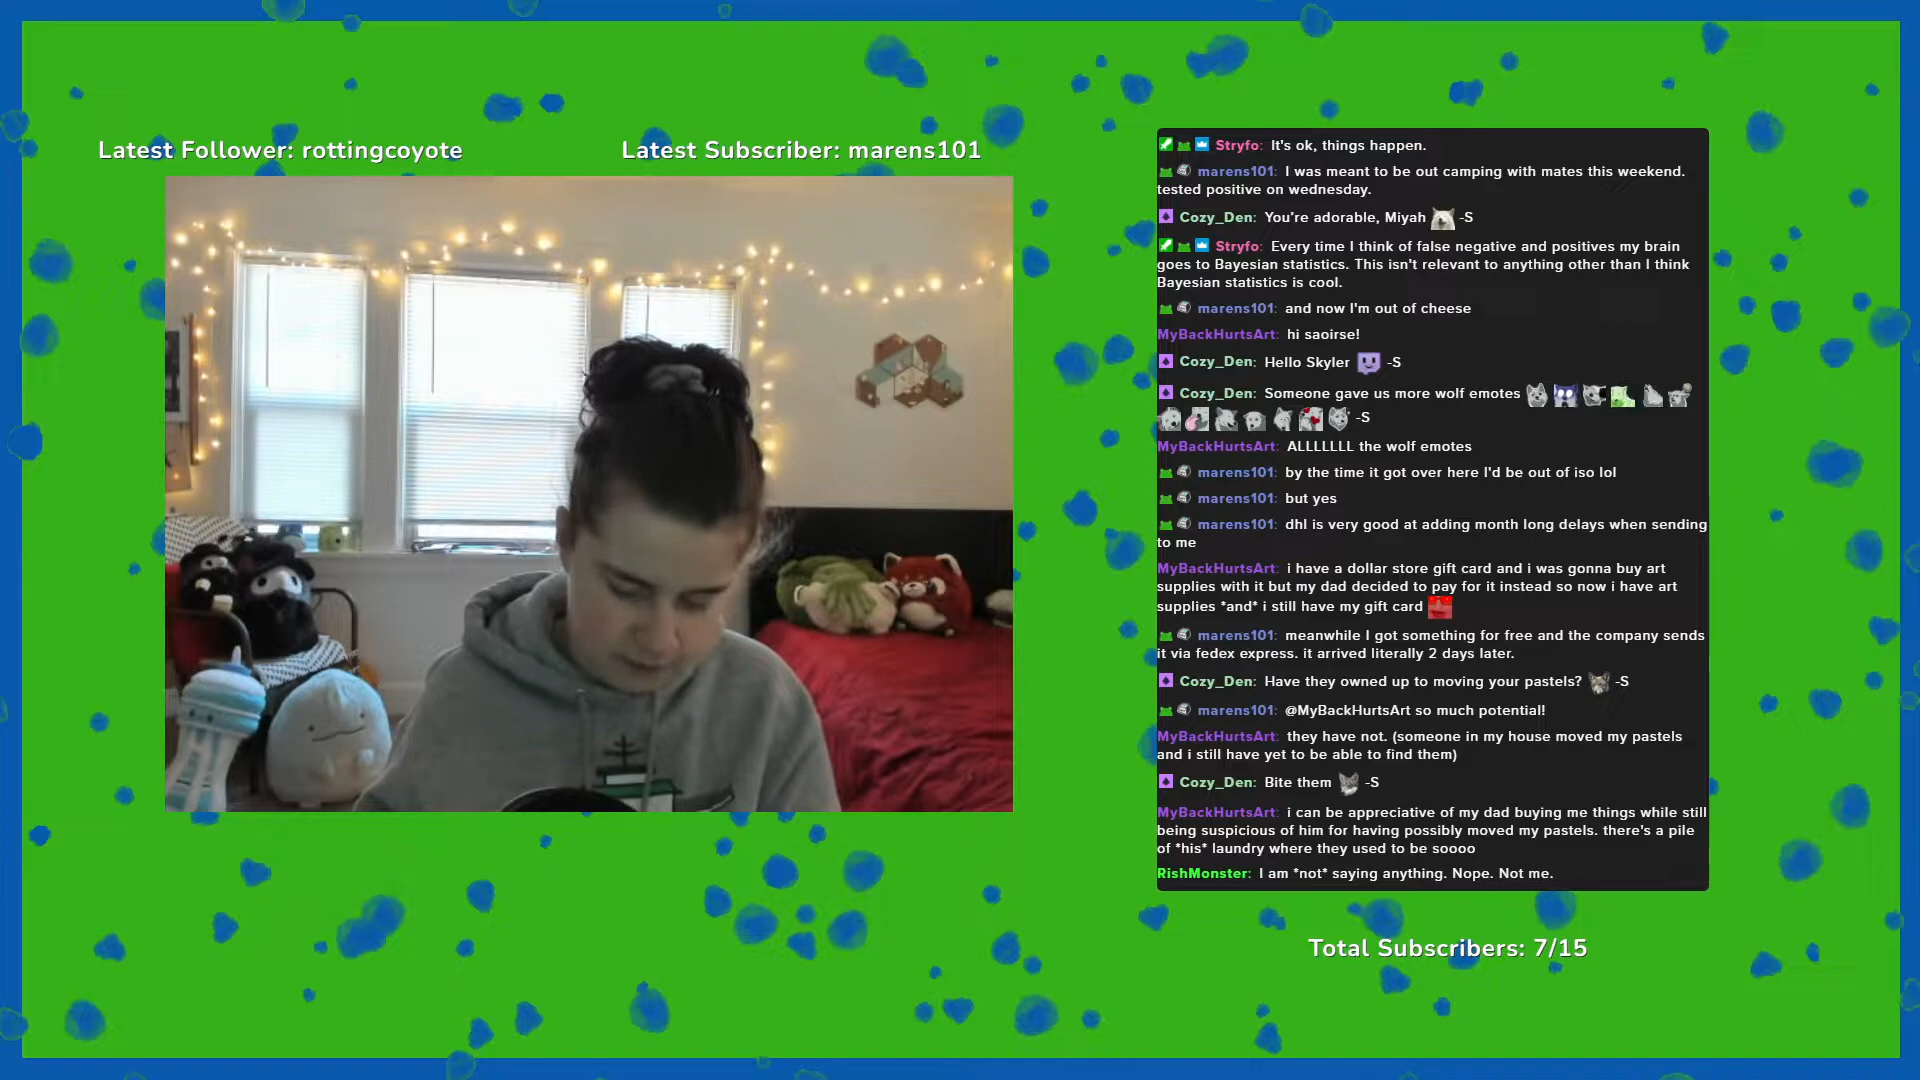 Latest Follower: rottingcoyote
Latest Subscriber: marens101
Stryfo: It's ok, things happen.
marens101: I was meant to be out camping with mates this weekend.
tested positive on wednesday.
Cozy_Den: You're adorable, Miyah -S
Stryfo: Every time I think of false negative and positives my brain
goes to Bayesian statistics. This isn't relevant to anything other than I think
Bayesian statistics is cool.
marens101: and now I'm out of cheese
MyBackHurtsArt: hi saoirse!
Cozy_Den: Hello Skyler -S
Cozy_Den: Someone gave us more wolf emotes
-S
MyBackHurtsArt: ALLLLLLL the wolf emotes
marens101: by the time it got over here I'd be out of iso lol
marens101: but yes
marens101: dhl is very good at adding month long delays when sending
to me
MyBackHurtsArt: i have a dollar store gift card and i was gonna buy art
supplies with it but my dad decided to pay for it instead so now i have art
supplies *and* i still have my gift card
marens101: meanwhile I got something for free and the company sends
it via fedex express. it arrived literally 2 days later.
Cozy_Den: Have they owned up to moving your pastels? -S
marens101: @MyBackHurtsArt so much potential!
MyBackHurtsArt: they have not. (someone in my house moved my pastels
and i still have yet to be able to find them)
Cozy_Den: Bite them -S
MyBackHurtsArt: i can be appreciative of my dad buying me things while still
being suspicious of him for having possibly moved my pastels. there's a pile
of *his* laundry where they used to be soooo
RishMonster: I am *not* saying anything. Nope. Not me.
Total Subscribers: 7/15